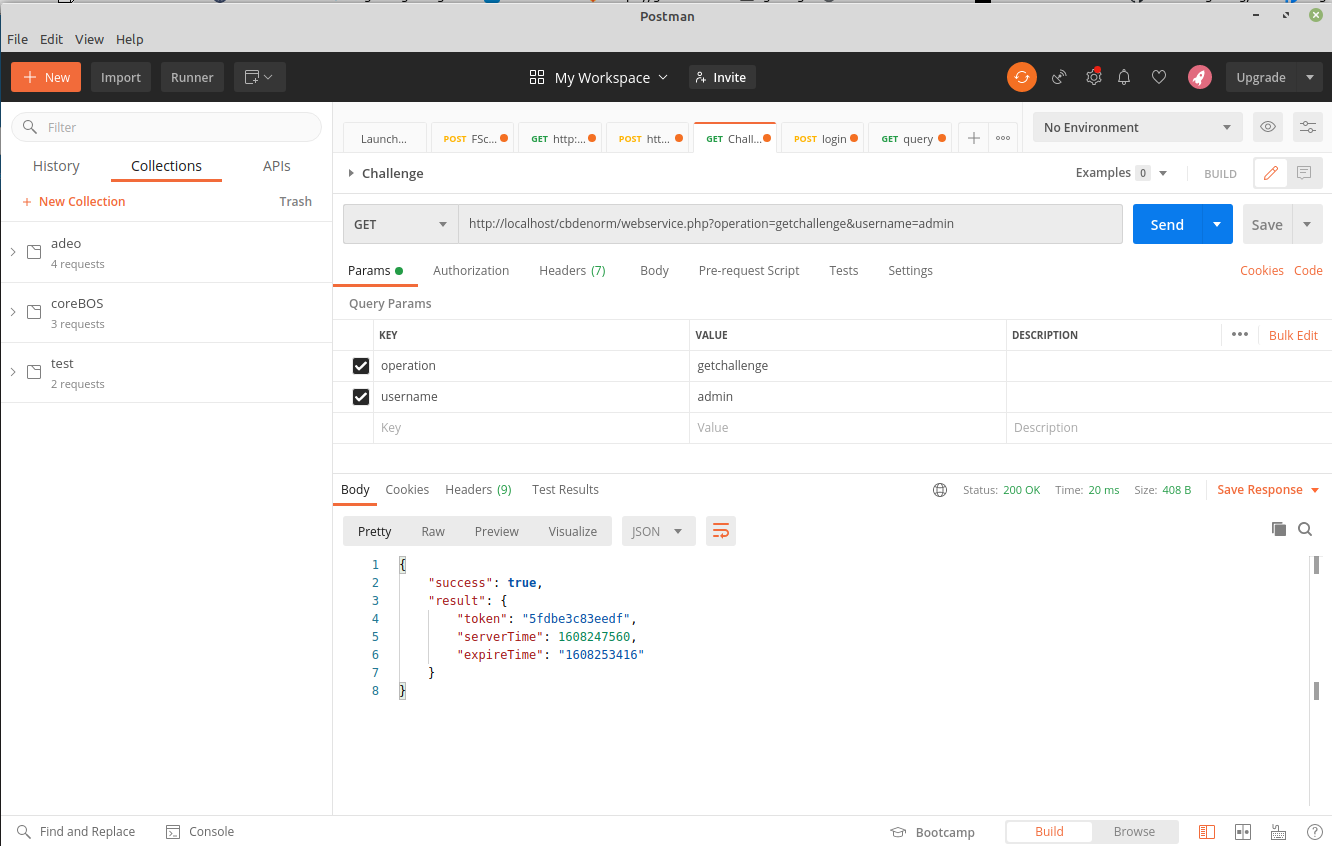 Postman
File Edit View Help
+ New Import Runner My Workspace Invite Upgrade
Filter
History Collections APIs
+ New Collection Trash
adeo
4 requests
coreBOS
3 requests
test
2 requests
Launch... POST FSc... GET http:... POST htt... GET Chall... POST login GET query + ooo No Environment
Challenge Examples 0 BUILD
GET http://localhost/cbdenorm/webservice.php?operation=getchallenge&username=admin Send Save
Params Authorization Headers (7) Body Pre-request Script Tests Settings Cookies Code
Query Params
KEY VALUE DESCRIPTION ••• Bulk Edit
operation getchallenge
username admin
Key Value Description
Body Cookies Headers (9) Test Results Status: 200 OK Time: 20 ms Size: 408 B Save Response
Pretty Raw Preview Visualize JSON
1 {
2 "success": true,
3 "result": {
4 "token": "5fdbe3c83eedf",
5 "serverTime": 1608247560,
6 "expireTime": "1608253416"
7 }
8 }
Find and Replace Console Bootcamp Build Browse ?